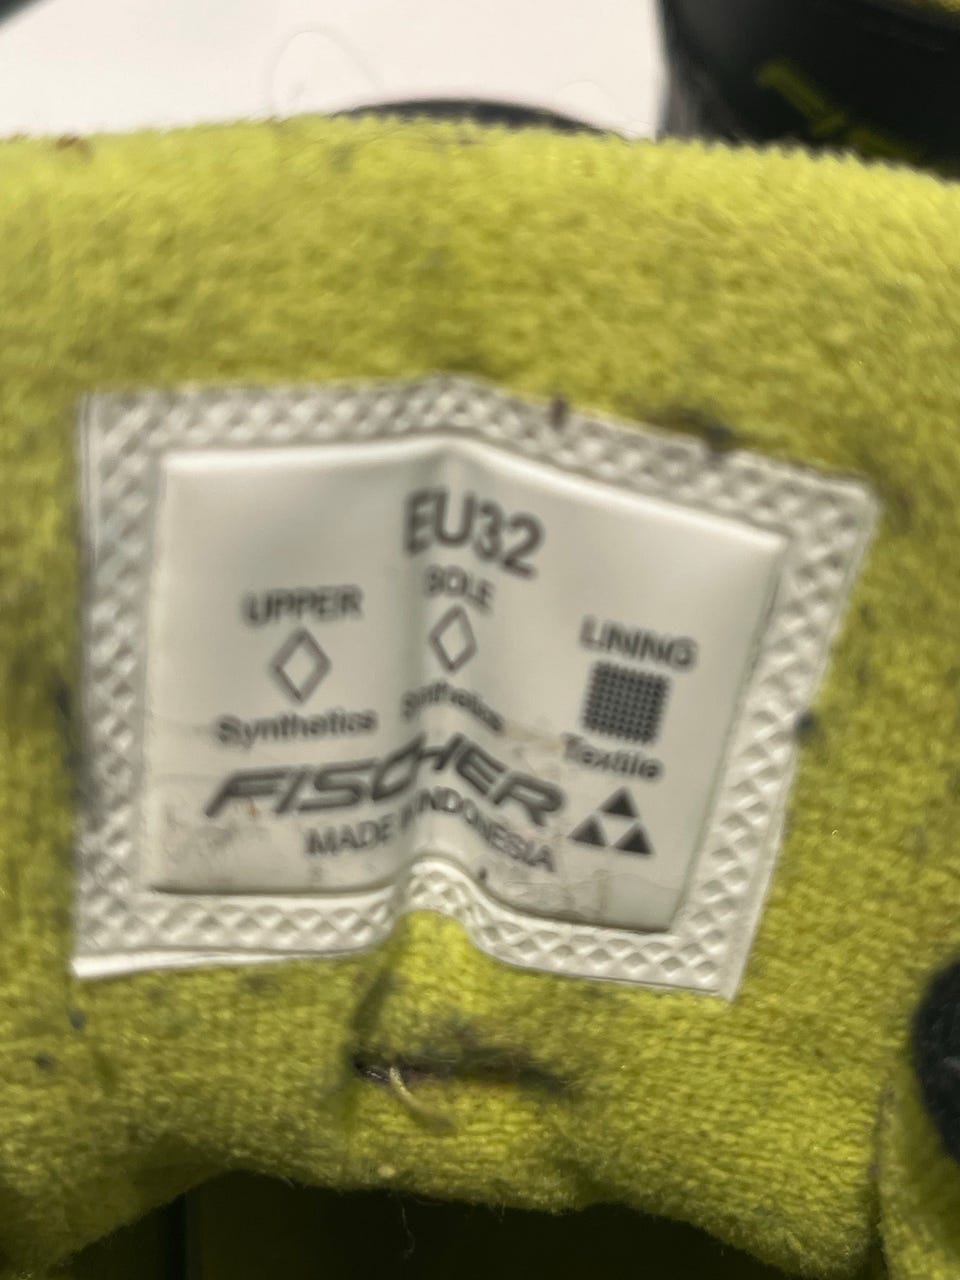 EU32
UPPER SOLE LINING
Synthetics Synthetics Textile
FISCHER
MADE IN INDONESIA